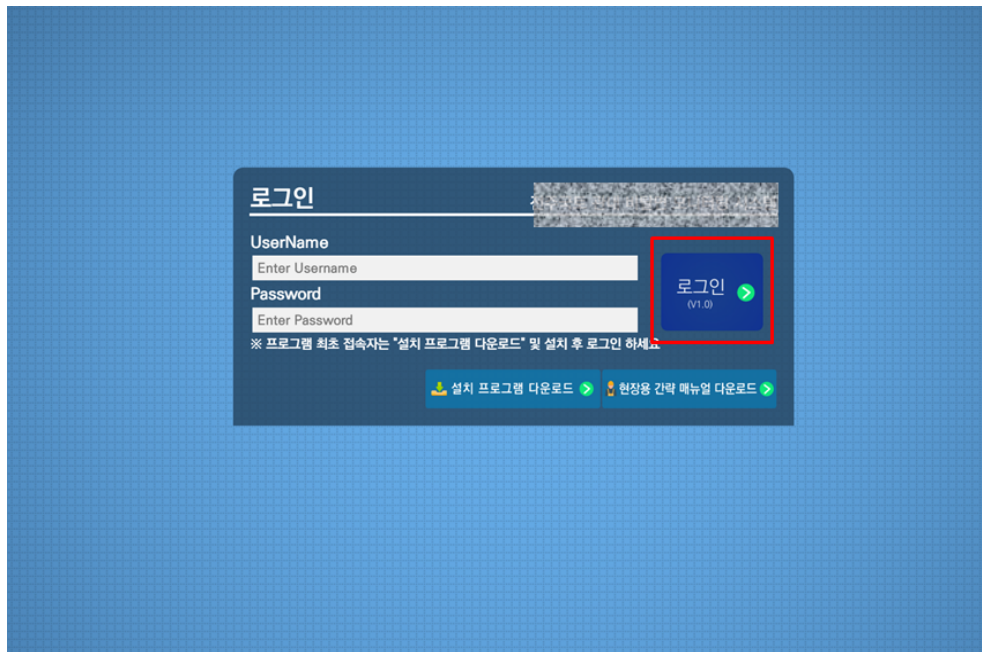 로그인
UserName
Enter Username
Password
Enter Password
로그인
(V1.0)
※ 프로그램 최초 접속자는 "설치 프로그램 다운로드" 및 설치 후 로그인 하세요
설치 프로그램 다운로드
현장용 간략 매뉴얼 다운로드